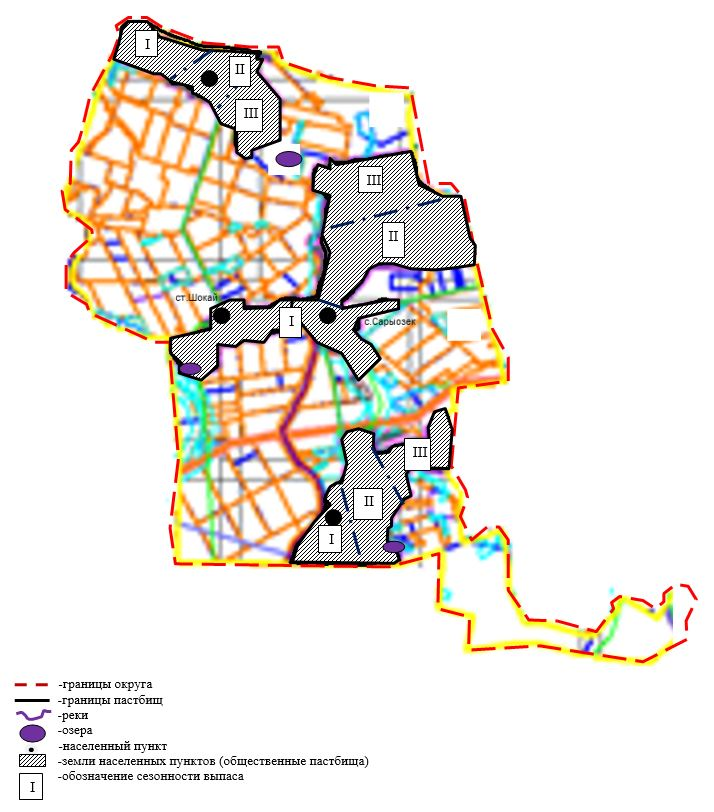 I
II
III
III
II
ст.Шокай
I
с.Сарыозек
III
II
I
-границы округа
-границы пастбищ
-реки
-озера
-населенный пункт
-земли населенных пунктов (общественные пастбища)
I -обозначение сезонности выпаса